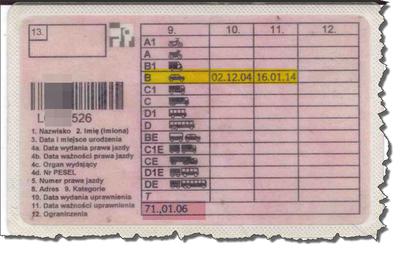 13.
9. 10. 11. 12.
A1
A
B1
B 02.12.04 16.01.14
C1
C
D1
D
BE
C1E
CE
D1E
DE
T
71.,01.06
526
1. Nazwisko 2. Imię (imiona)
3. Data i miejsce urodzenia
4a. Data wydania prawa jazdy
4b. Data ważności prawa jazdy
4c. Organ wydający
4d. Nr PESEL
5. Numer prawa jazdy
8. Adres 9. Kategorie
10. Data wydania uprawnienia
11. Data ważności uprawnienia
12. Ograniczenia